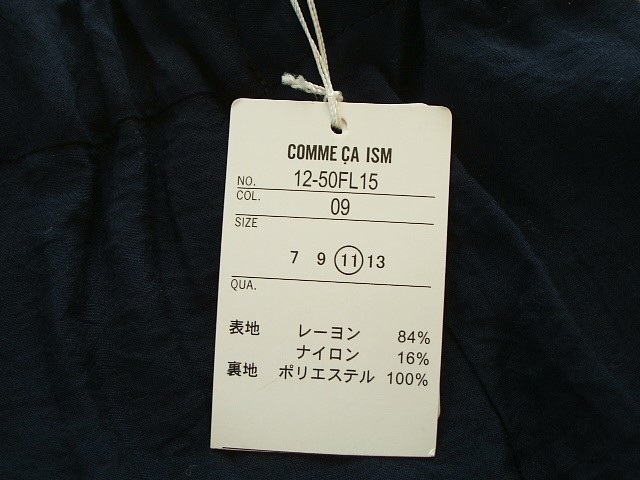 COMME ÇA ISM
NO. 12-50FL15
COL. 09
SIZE
7 9 11 13
QUA.
表地 レーヨン 84%
ナイロン 16%
裏地 ポリエステル 100%